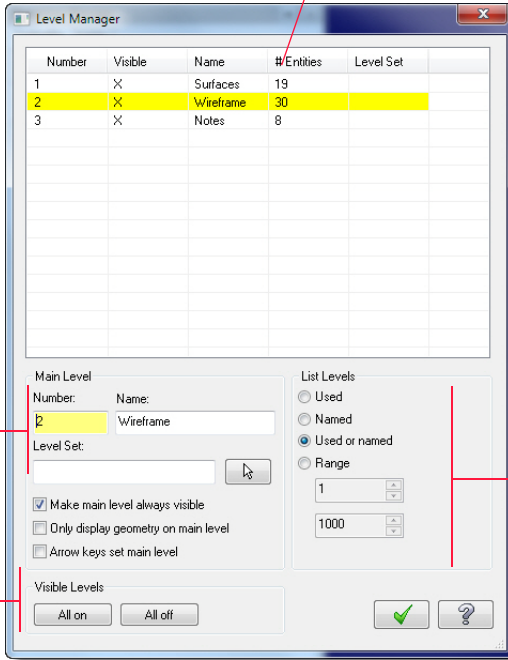 Level Manager
Number Visible Name # Entities Level Set
1 X Surfaces 19
2 X Wireframe 30
3 X Notes 8
Main Level
Number: Name:
2 Wireframe
Level Set:
Make main level always visible
Only display geometry on main level
Arrow keys set main level
List Levels
Used
Named
Used or named
Range
1
1000
Visible Levels
All on All off